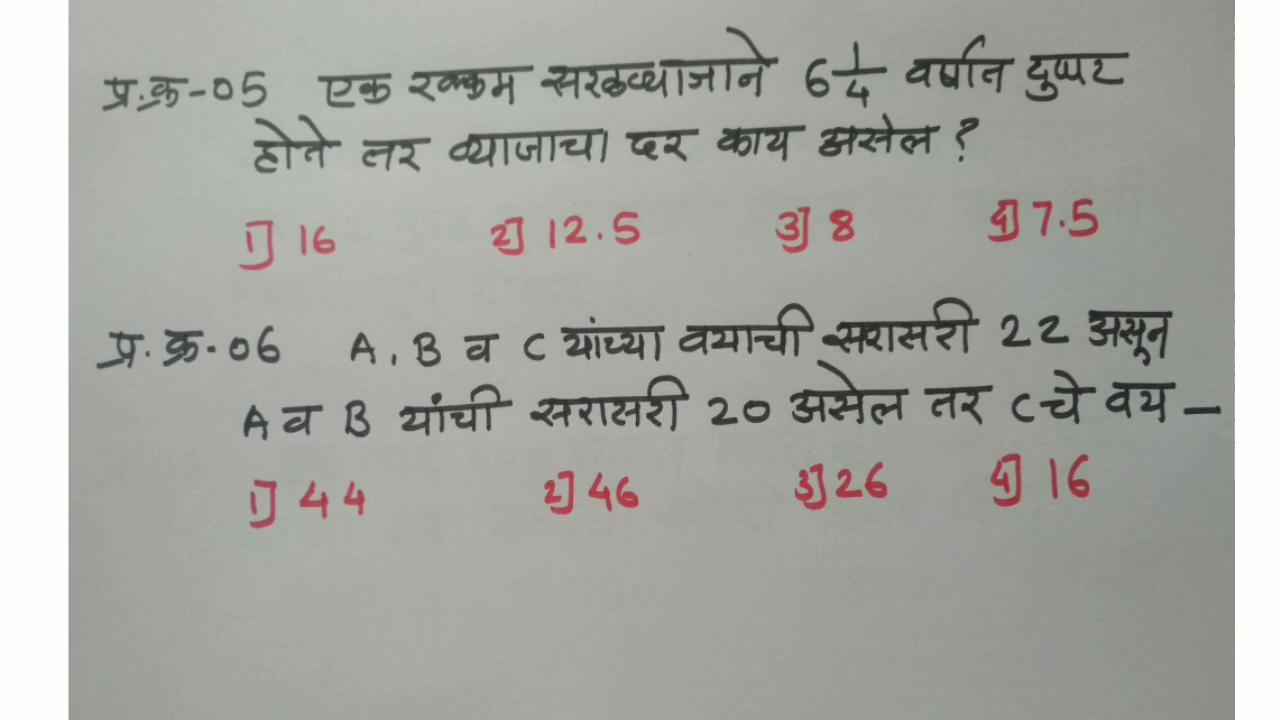 प्र.क्र-05 एक रक्कम सरळव्याजाने 6 1/4 वर्षात दुप्पट
होते तर व्याजाचा दर काय असेल ?
1] 16 2] 12.5 3] 8 4] 7.5
प्र. क्र. 06 A, B व C यांच्या वयाची सरासरी 22 असून
A व B यांची सरासरी 20 असेल तर C चे वय —
1] 44 2] 46 3] 26 4] 16